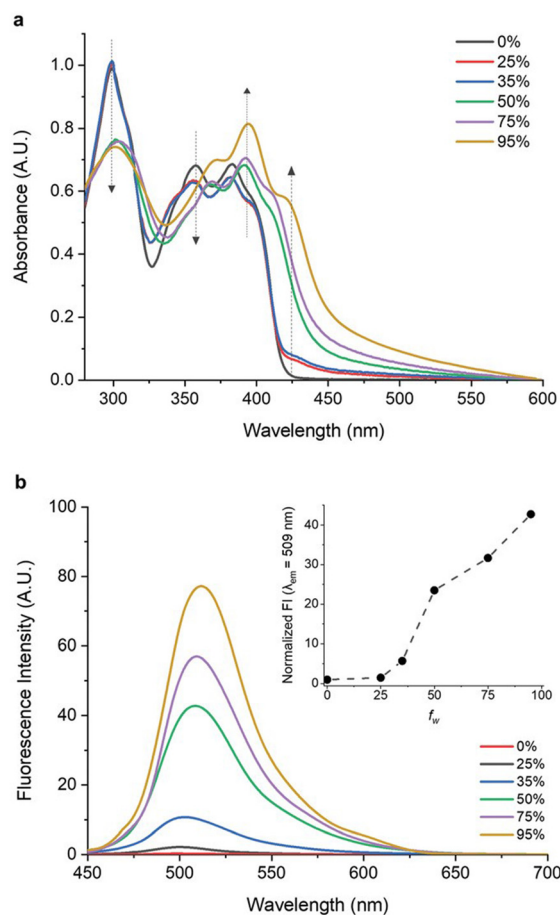 a
0%
25%
35%
50%
75%
95%
1.0
0.8
0.6
0.4
0.2
0.0
Absorbance (A.U.)
300 350 400 450 500 550 600
Wavelength (nm)
b
100
80
60
40
20
0
Fluorescence Intensity (A.U.)
40
30
20
10
0
Normalized FI (λem = 509 nm)
0 25 50 75 100
fw
0%
25%
35%
50%
75%
95%
450 500 550 600 650 700
Wavelength (nm)